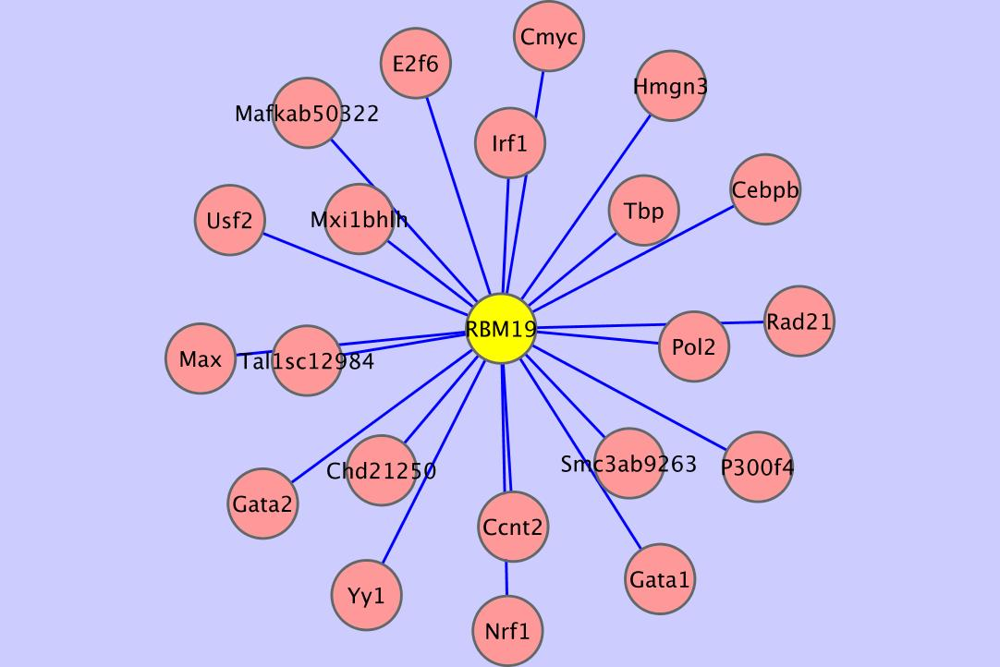 Cmyc
E2f6
Hmgn3
Mafkab50322
Irf1
Cebpb
Tbp
Usf2
Mxi1bhlh
Rad21
RBM19
Pol2
Max
Tal1sc12984
Smc3ab9263
P300f4
Chd21250
Gata2
Ccnt2
Gata1
Yy1
Nrf1